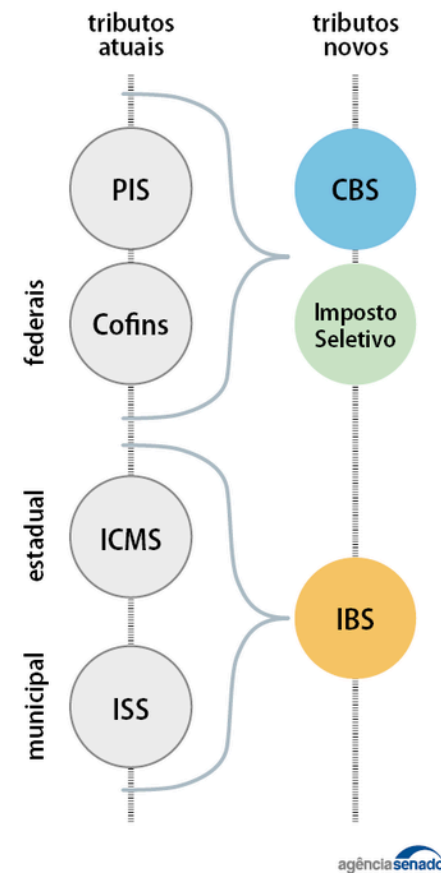 tributos
atuais
tributos
novos
federais
PIS
Cofins
CBS
Imposto
Seletivo
estadual
ICMS
municipal
ISS
IBS
agênciasenado